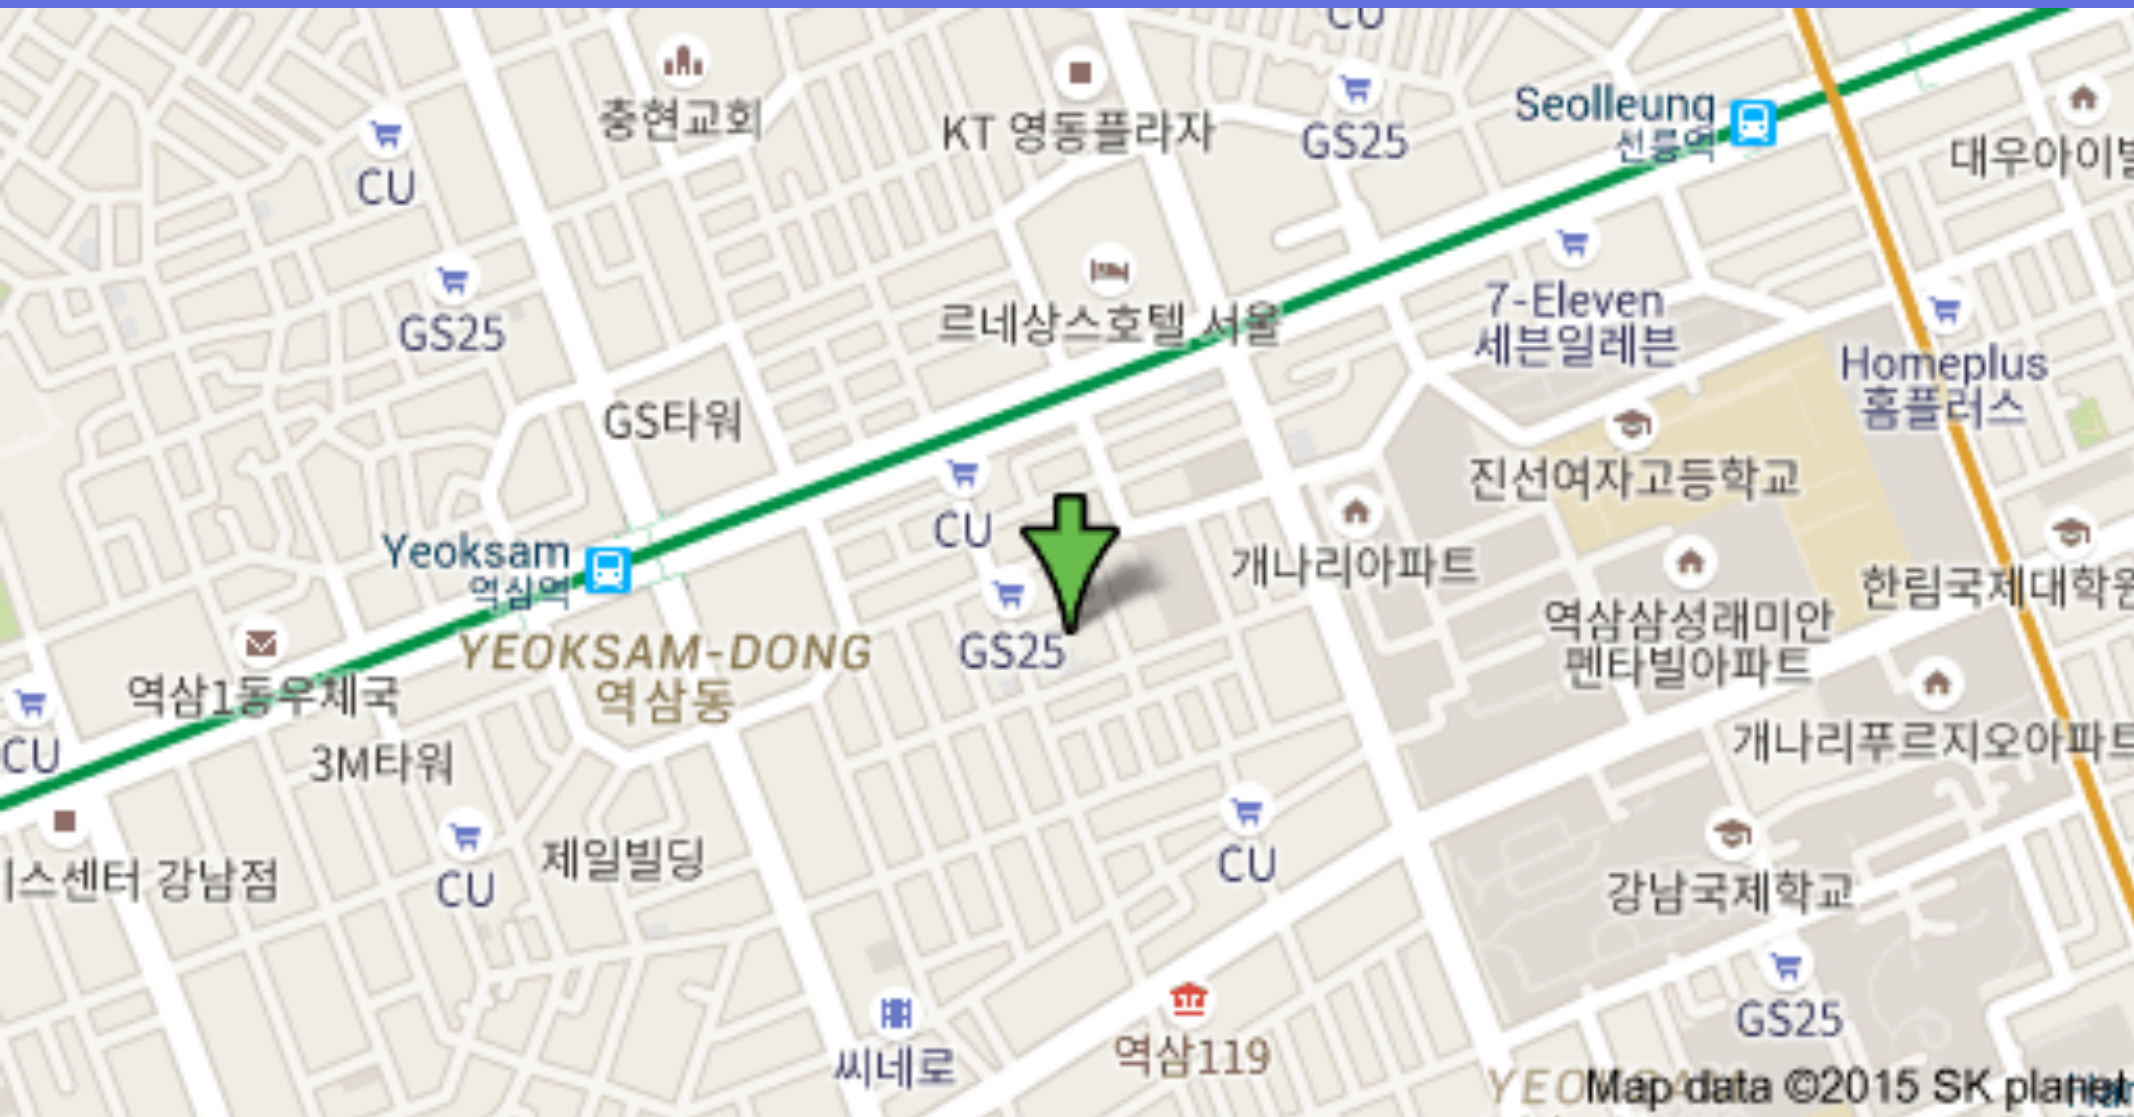 CU
충현교회
KT 영동플라자
GS25
Seolleung
선릉역
CU
대우아이빌
GS25
르네상스호텔 서울
7-Eleven
세븐일레븐
Homeplus
홈플러스
GS타워
진선여자고등학교
CU
Yeoksam
역삼역
개나리아파트
한림국제대학원
GS25
역삼삼성래미안
펜타빌아파트
YEOKSAM-DONG
역삼동
역삼1동우체국
CU
3M타워
개나리푸르지오아파트
CU
제일빌딩
CU
강남국제학교
이스센터 강남점
GS25
씨네로
역삼119
Map data ©2015 SK planet